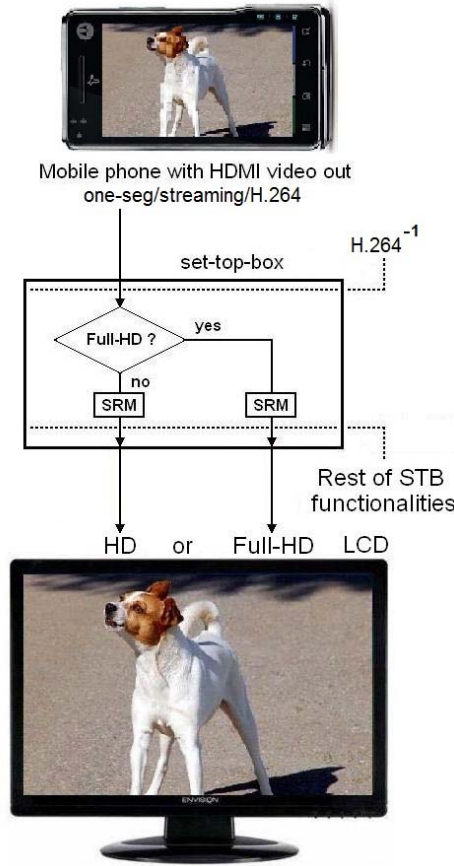 Mobile phone with HDMI video out
one-seg/streaming/H.264
H.264⁻¹
set-top-box
Full-HD ?
yes
no
SRM
SRM
Rest of STB
functionalities
HD or Full-HD LCD
ENVISION